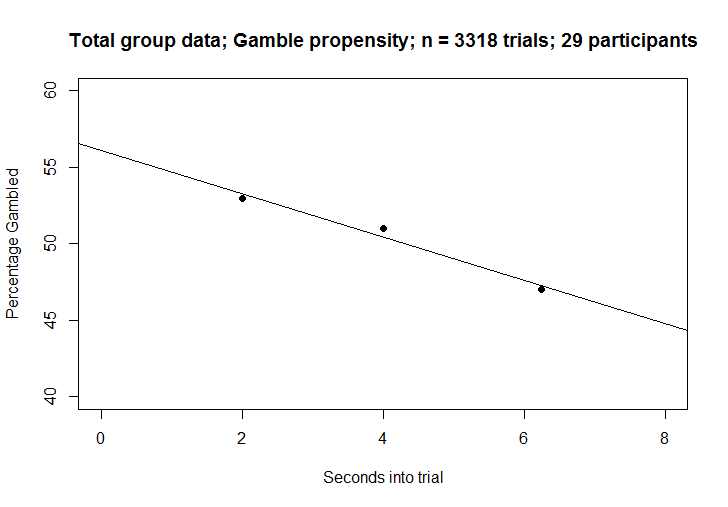 Total group data; Gamble propensity; n = 3318 trials; 29 participants
Percentage Gambled
60
55
50
45
40
0 2 4 6 8
Seconds into trial